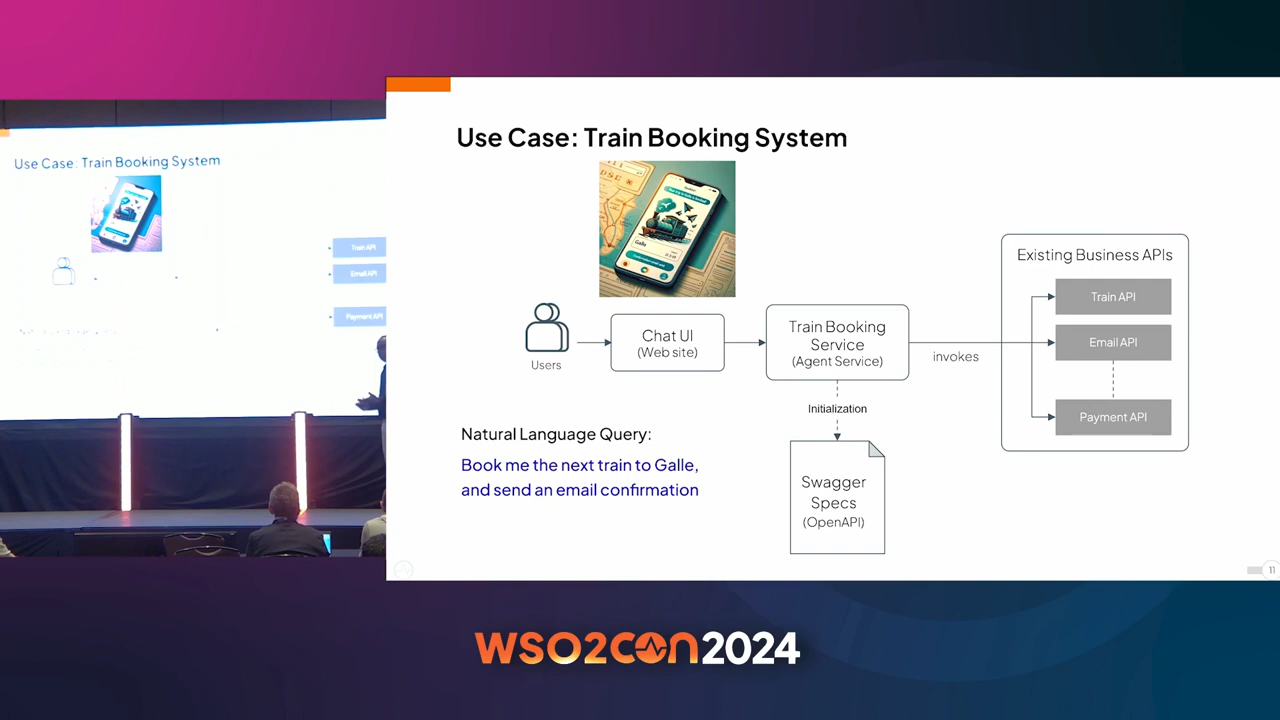 Use Case: Train Booking System
Train API
Email API
Payment API
Use Case: Train Booking System
Galle
Users
Chat UI
(Web site)
Train Booking
Service
(Agent Service)
invokes
Existing Business APIs
Train API
Email API
Payment API
Initialization
Swagger
Specs
(OpenAPI)
Natural Language Query:
Book me the next train to Galle,
and send an email confirmation
11
WSO2CON2024